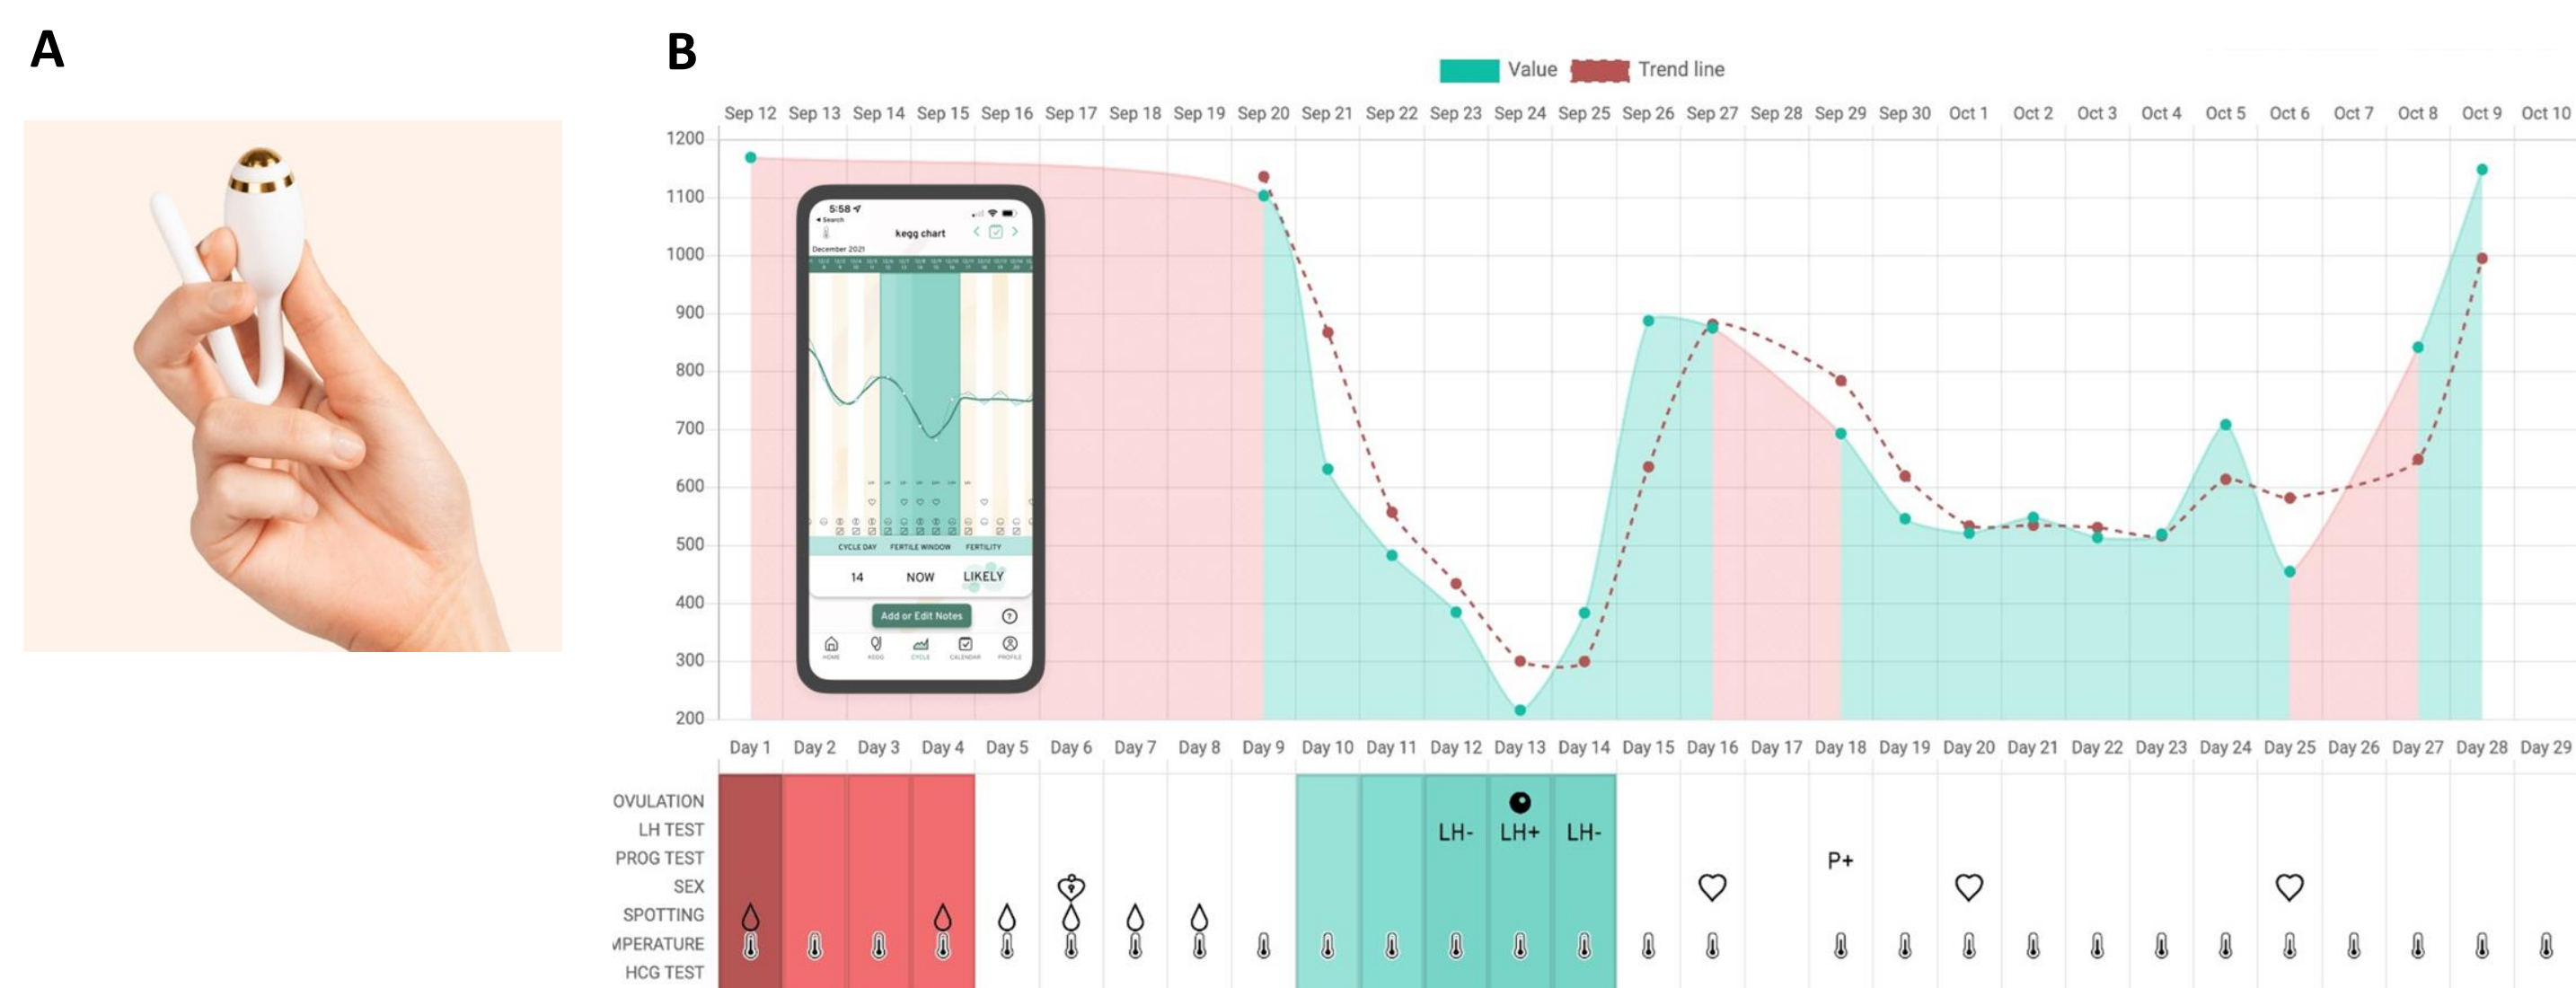 A
B
Value Trend line
Sep 12 Sep 13 Sep 14 Sep 15 Sep 16 Sep 17 Sep 18 Sep 19 Sep 20 Sep 21 Sep 22 Sep 23 Sep 24 Sep 25 Sep 26 Sep 27 Sep 28 Sep 29 Sep 30 Oct 1 Oct 2 Oct 3 Oct 4 Oct 5 Oct 6 Oct 7 Oct 8 Oct 9 Oct 10
1200
1100
1000
900
800
700
600
500
400
300
200
5:58
Search
kegg chart
December 2021
CYCLE DAY FERTILE WINDOW FERTILITY
14 NOW LIKELY
Add or Edit Notes ?
HOME KEGG CYCLE CALENDAR PROFILE
Day 1 Day 2 Day 3 Day 4 Day 5 Day 6 Day 7 Day 8 Day 9 Day 10 Day 11 Day 12 Day 13 Day 14 Day 15 Day 16 Day 17 Day 18 Day 19 Day 20 Day 21 Day 22 Day 23 Day 24 Day 25 Day 26 Day 27 Day 28 Day 29
OVULATION
LH TEST LH- LH+ LH-
PROG TEST P+
SEX
SPOTTING
MPERATURE
HCG TEST